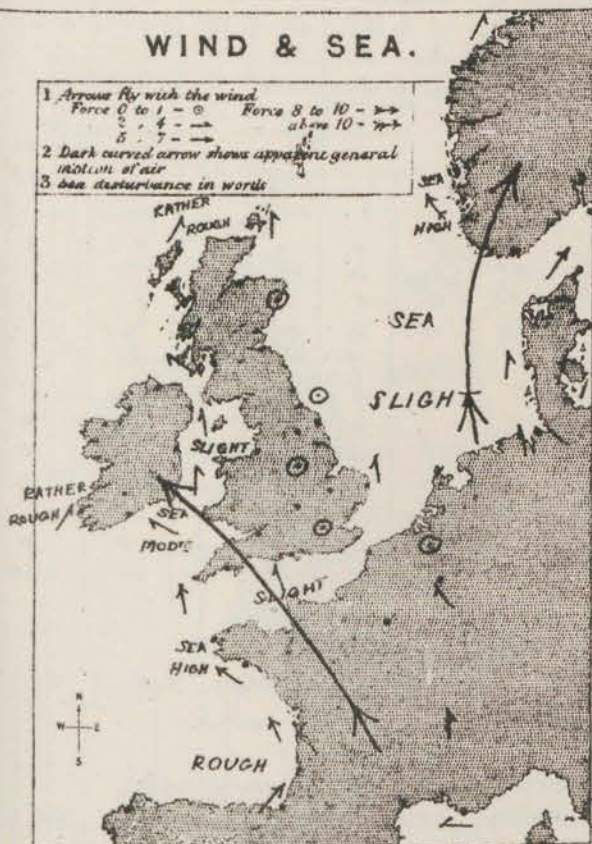 WIND & SEA.
1 Arrows fly with the wind
Force 0 to 1 - Force 8 to 10 -
2 " 4 - above 10 -
5 " 7 -
2 Dark curved arrow shows apparent general
motion of air
3 Sea disturbance in words
RATHER
ROUGH
SEA
HIGH
SEA
SLIGHT
SLIGHT
RATHER
ROUGH
SEA
MODTE
SLIGHT
SEA
HIGH
ROUGH
N
W E
S